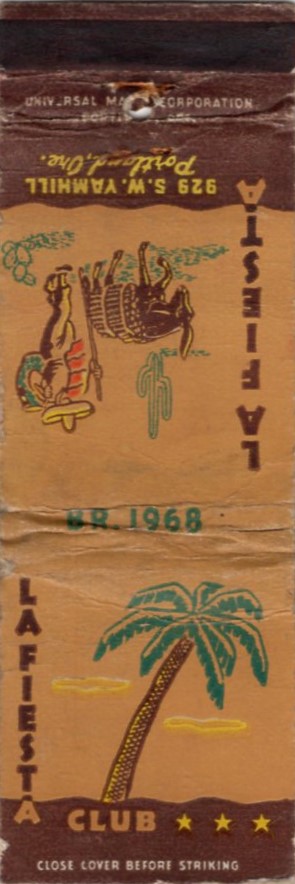 UNIVERSAL MATCH CORPORATION
929 S.W. YAMHILL
Portland, Ore.
LA FIESTA
BR. 1968
LA FIESTA
CLUB
CLOSE COVER BEFORE STRIKING